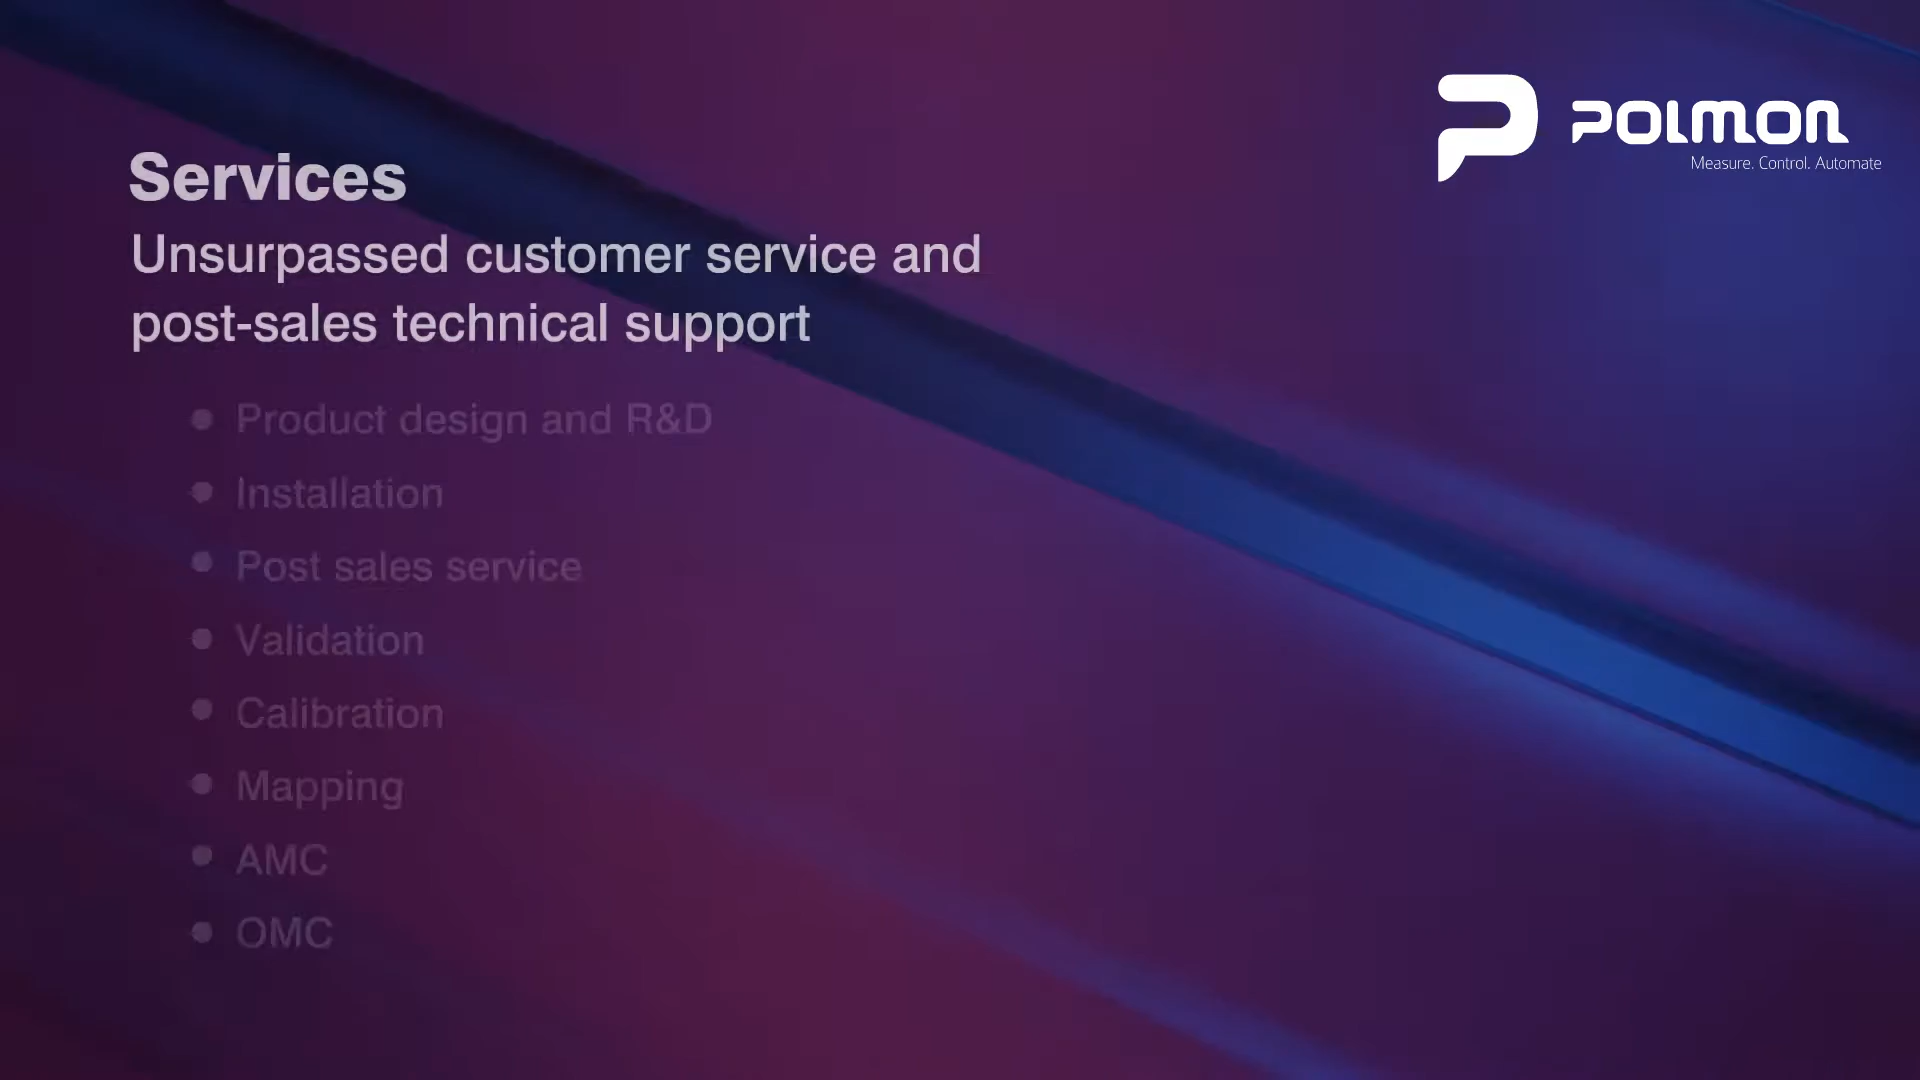 POLMON
Measure. Control. Automate
Services
Unsurpassed customer service and
post-sales technical support
• Product design and R&D
• Installation
• Post sales service
• Validation
• Calibration
• Mapping
• AMC
• OMC